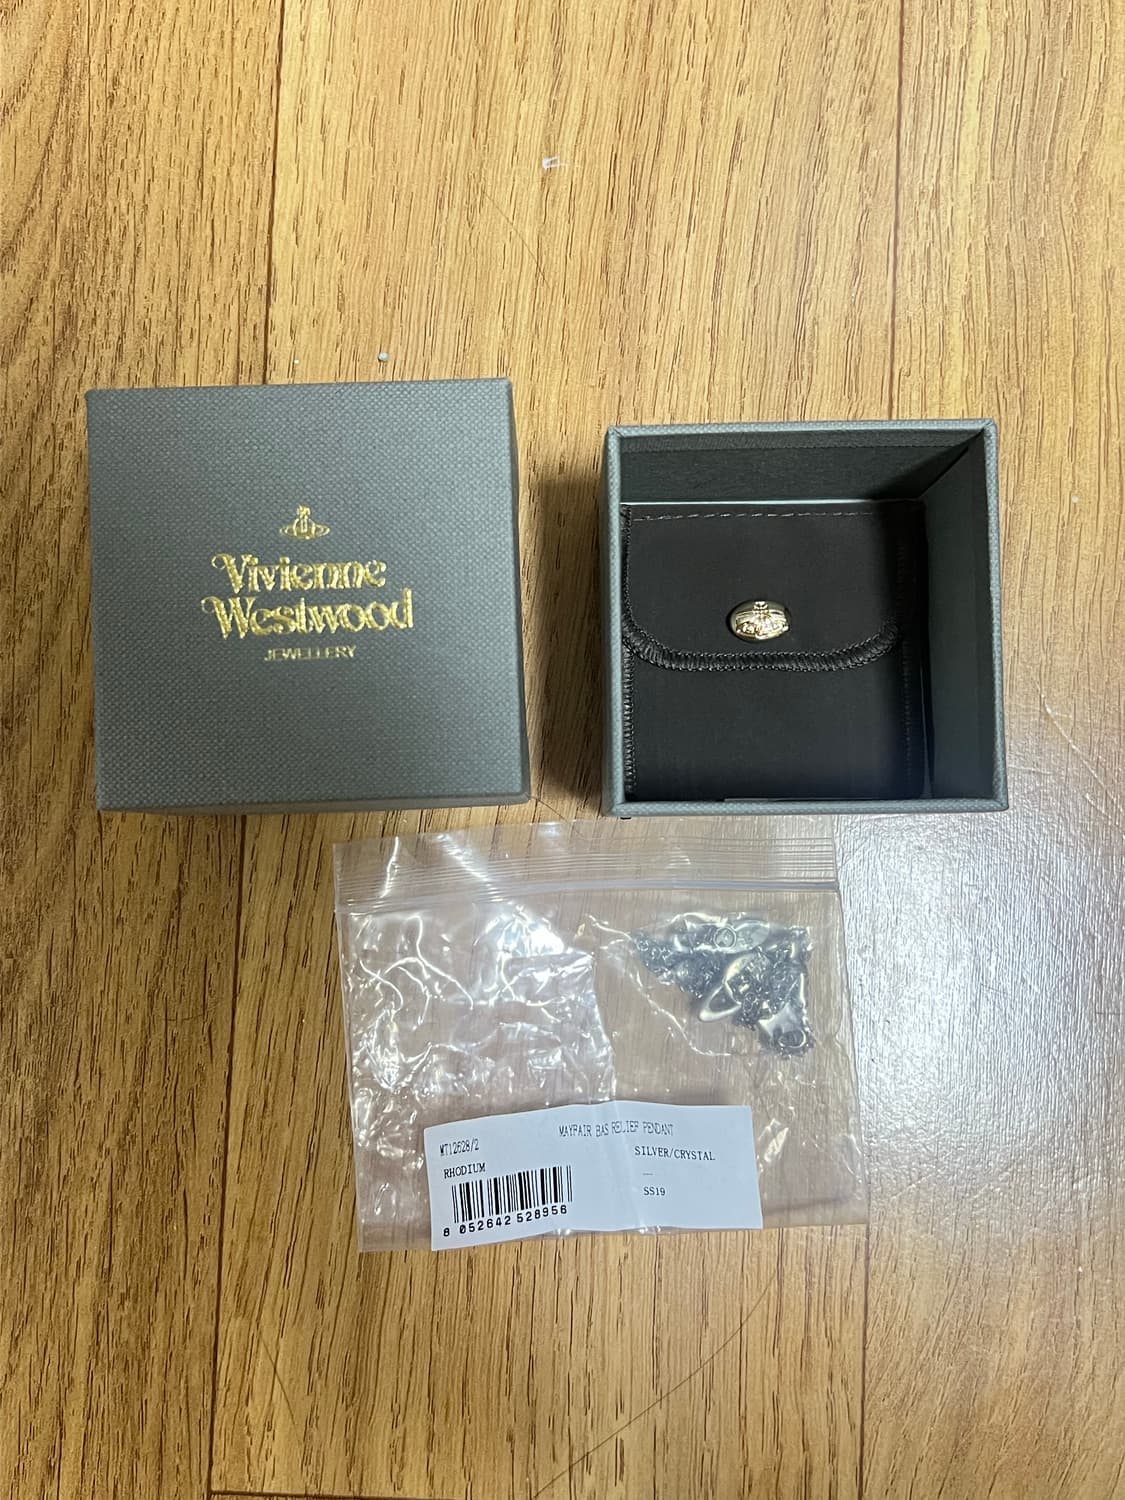 Vivienne
Westwood
JEWELLERY
MAYFAIR BAS RELIEF PENDANT
MT12628/2
SILVER/CRYSTAL
RHODIUM
SS19
8 052642 528956